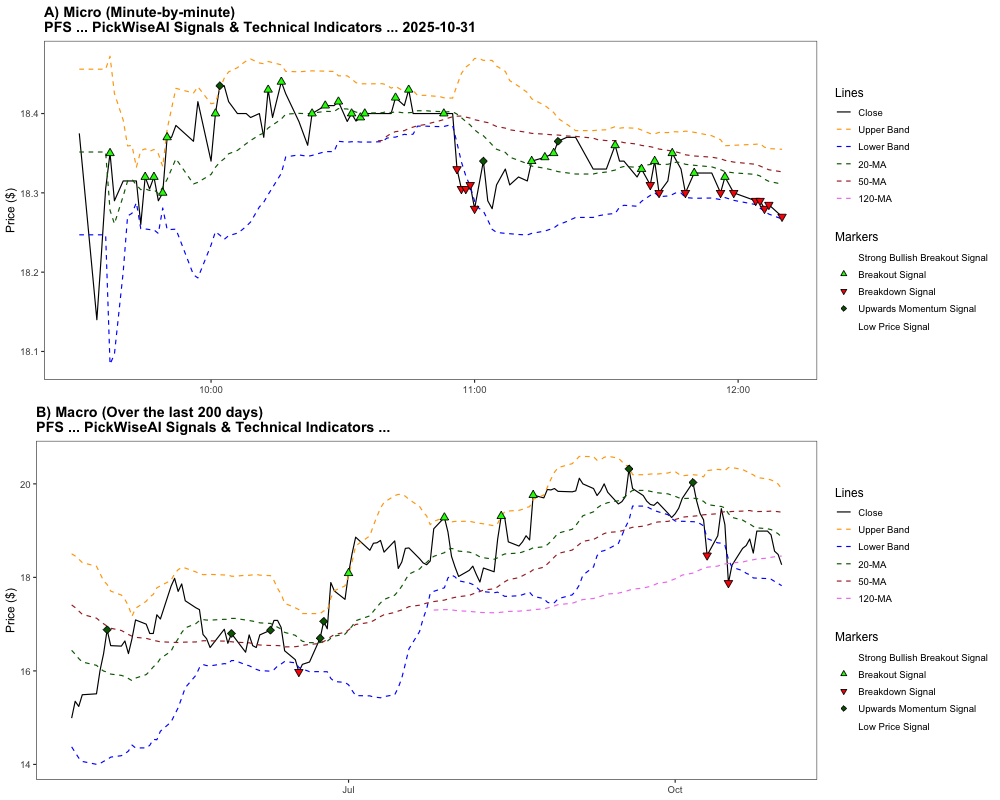 A) Micro (Minute-by-minute)
PFS ... PickWiseAI Signals & Technical Indicators ... 2025-10-31
Price ($)
18.4
18.3
18.2
18.1
10:00
11:00
12:00
Lines
Close
Upper Band
Lower Band
20-MA
50-MA
120-MA
Markers
Strong Bullish Breakout Signal
Breakout Signal
Breakdown Signal
Upwards Momentum Signal
Low Price Signal
B) Macro (Over the last 200 days)
PFS ... PickWiseAI Signals & Technical Indicators ...
Price ($)
20
18
16
14
Jul
Oct
Lines
Close
Upper Band
Lower Band
20-MA
50-MA
120-MA
Markers
Strong Bullish Breakout Signal
Breakout Signal
Breakdown Signal
Upwards Momentum Signal
Low Price Signal